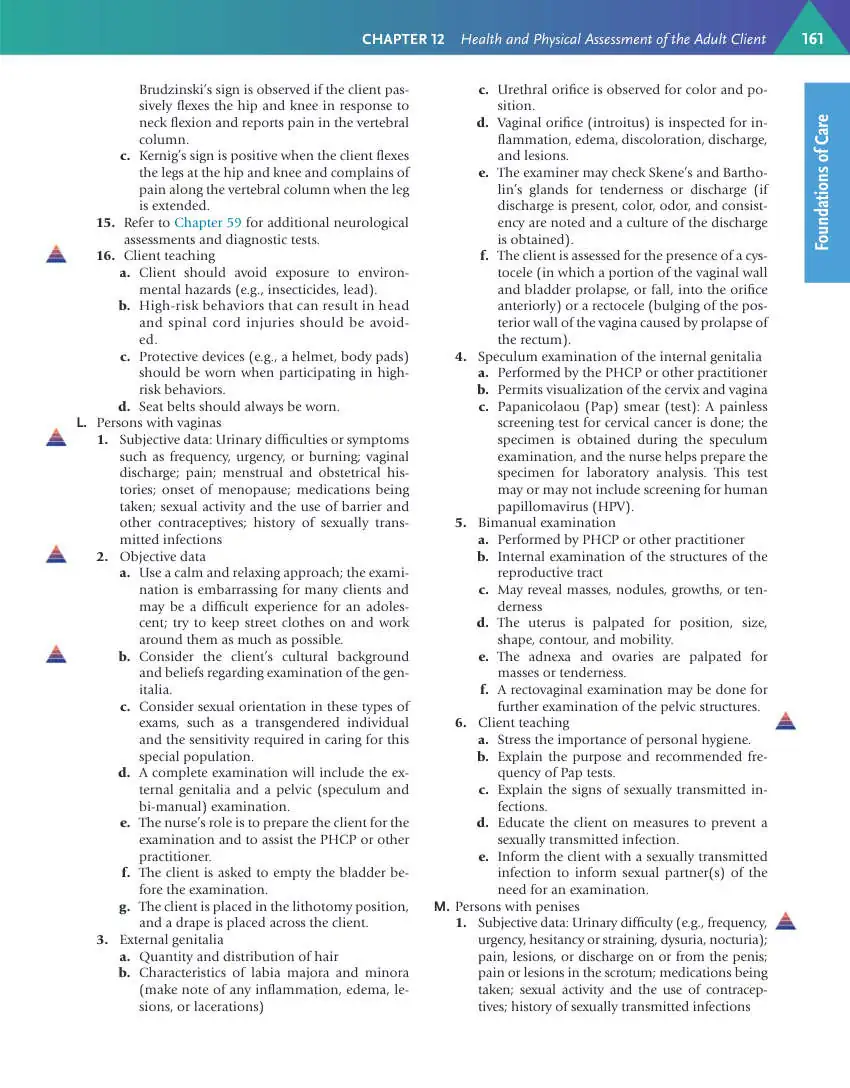 CHAPTER 12 Health and Physical Assessment of the Adult Client 161
Brudzinski's sign is observed if the client pas-
sively flexes the hip and knee in response to
neck flexion and reports pain in the vertebral
column.
c. Kernig's sign is positive when the client flexes
the legs at the hip and knee and complains of
pain along the vertebral column when the leg
is extended.
15. Refer to Chapter 59 for additional neurological
assessments and diagnostic tests.
16. Client teaching
a. Client should avoid exposure to environ-
mental hazards (e.g., insecticides, lead).
b. High-risk behaviors that can result in head
and spinal cord injuries should be avoid-
ed.
c. Protective devices (e.g., a helmet, body pads)
should be worn when participating in high-
risk behaviors.
d. Seat belts should always be worn.
L. Persons with vaginas
1. Subjective data: Urinary difficulties or symptoms
such as frequency, urgency, or burning; vaginal
discharge; pain; menstrual and obstetrical his-
tories; onset of menopause; medications being
taken; sexual activity and the use of barrier and
other contraceptives; history of sexually trans-
mitted infections
2. Objective data
a. Use a calm and relaxing approach; the exami-
nation is embarrassing for many clients and
may be a difficult experience for an adoles-
cent; try to keep street clothes on and work
around them as much as possible.
b. Consider the client's cultural background
and beliefs regarding examination of the gen-
italia.
c. Consider sexual orientation in these types of
exams, such as a transgendered individual
and the sensitivity required in caring for this
special population.
d. A complete examination will include the ex-
ternal genitalia and a pelvic (speculum and
bi-manual) examination.
e. The nurse's role is to prepare the client for the
examination and to assist the PHCP or other
practitioner.
f. The client is asked to empty the bladder be-
fore the examination.
g. The client is placed in the lithotomy position,
and a drape is placed across the client.
3. External genitalia
a. Quantity and distribution of hair
b. Characteristics of labia majora and minora
(make note of any inflammation, edema, le-
sions, or lacerations)
c. Urethral orifice is observed for color and po-
sition.
d. Vaginal orifice (introitus) is inspected for in-
flammation, edema, discoloration, discharge,
and lesions.
e. The examiner may check Skene's and Bartho-
lin's glands for tenderness or discharge (if
discharge is present, color, odor, and consist-
ency are noted and a culture of the discharge
is obtained).
f. The client is assessed for the presence of a cys-
tocele (in which a portion of the vaginal wall
and bladder prolapse, or fall, into the orifice
anteriorly) or a rectocele (bulging of the pos-
terior wall of the vagina caused by prolapse of
the rectum).
4. Speculum examination of the internal genitalia
a. Performed by the PHCP or other practitioner
b. Permits visualization of the cervix and vagina
c. Papanicolaou (Pap) smear (test): A painless
screening test for cervical cancer is done; the
specimen is obtained during the speculum
examination, and the nurse helps prepare the
specimen for laboratory analysis. This test
may or may not include screening for human
papillomavirus (HPV).
5. Bimanual examination
a. Performed by PHCP or other practitioner
b. Internal examination of the structures of the
reproductive tract
c. May reveal masses, nodules, growths, or ten-
derness
d. The uterus is palpated for position, size,
shape, contour, and mobility.
e. The adnexa and ovaries are palpated for
masses or tenderness.
f. A rectovaginal examination may be done for
further examination of the pelvic structures.
6. Client teaching
a. Stress the importance of personal hygiene.
b. Explain the purpose and recommended fre-
quency of Pap tests.
c. Explain the signs of sexually transmitted in-
fections.
d. Educate the client on measures to prevent a
sexually transmitted infection.
e. Inform the client with a sexually transmitted
infection to inform sexual partner(s) of the
need for an examination.
M. Persons with penises
1. Subjective data: Urinary difficulty (e.g., frequency,
urgency, hesitancy or straining, dysuria, nocturia);
pain, lesions, or discharge on or from the penis;
pain or lesions in the scrotum; medications being
taken; sexual activity and the use of contracep-
tives; history of sexually transmitted infections
Foundations of Care